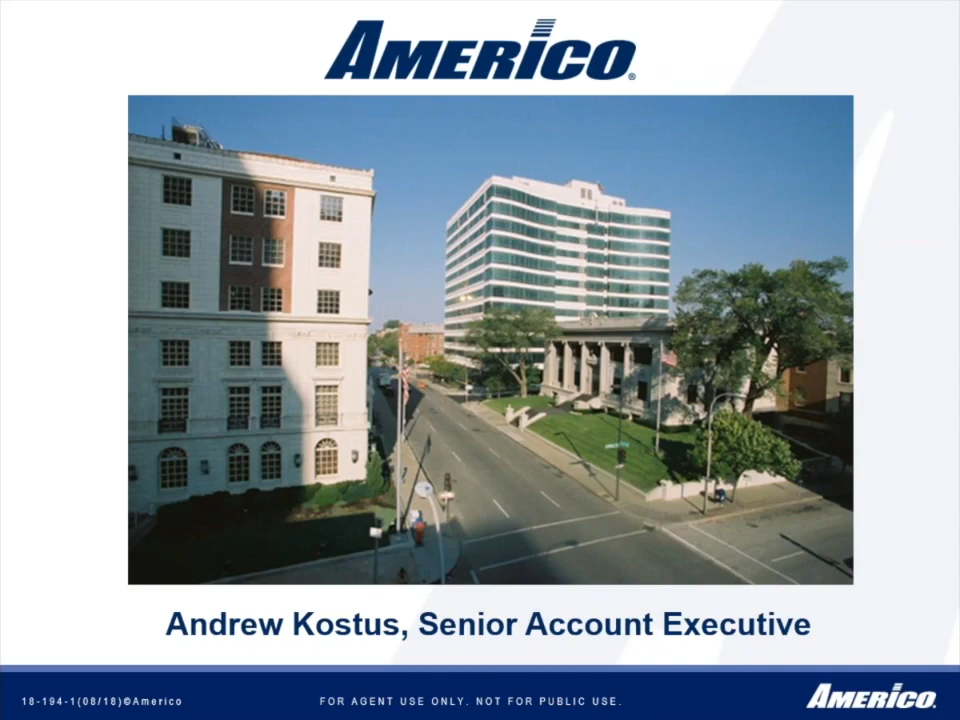 AMERICO®
Andrew Kostus, Senior Account Executive
18-194-1(08/18)©Americo
FOR AGENT USE ONLY. NOT FOR PUBLIC USE.
AMERICO®